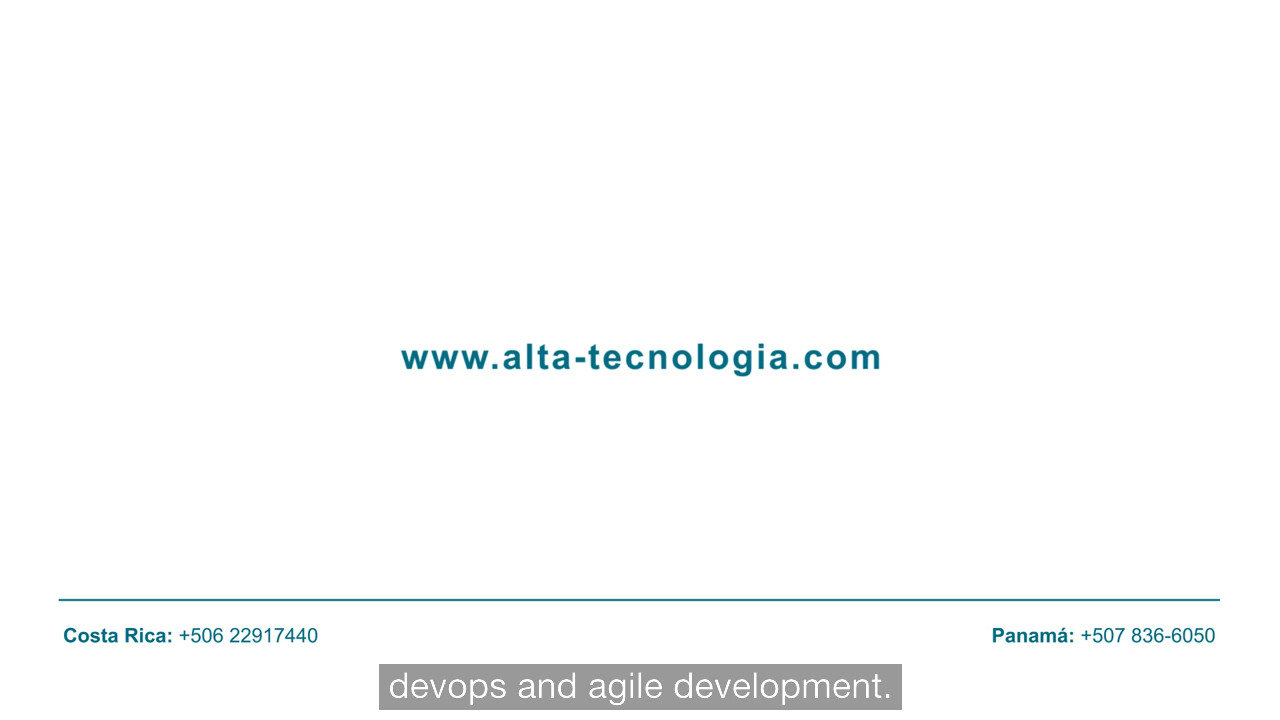 www.alta-tecnologia.com
Costa Rica: +506 22917440
Panamá: +507 836-6050
devops and agile development.